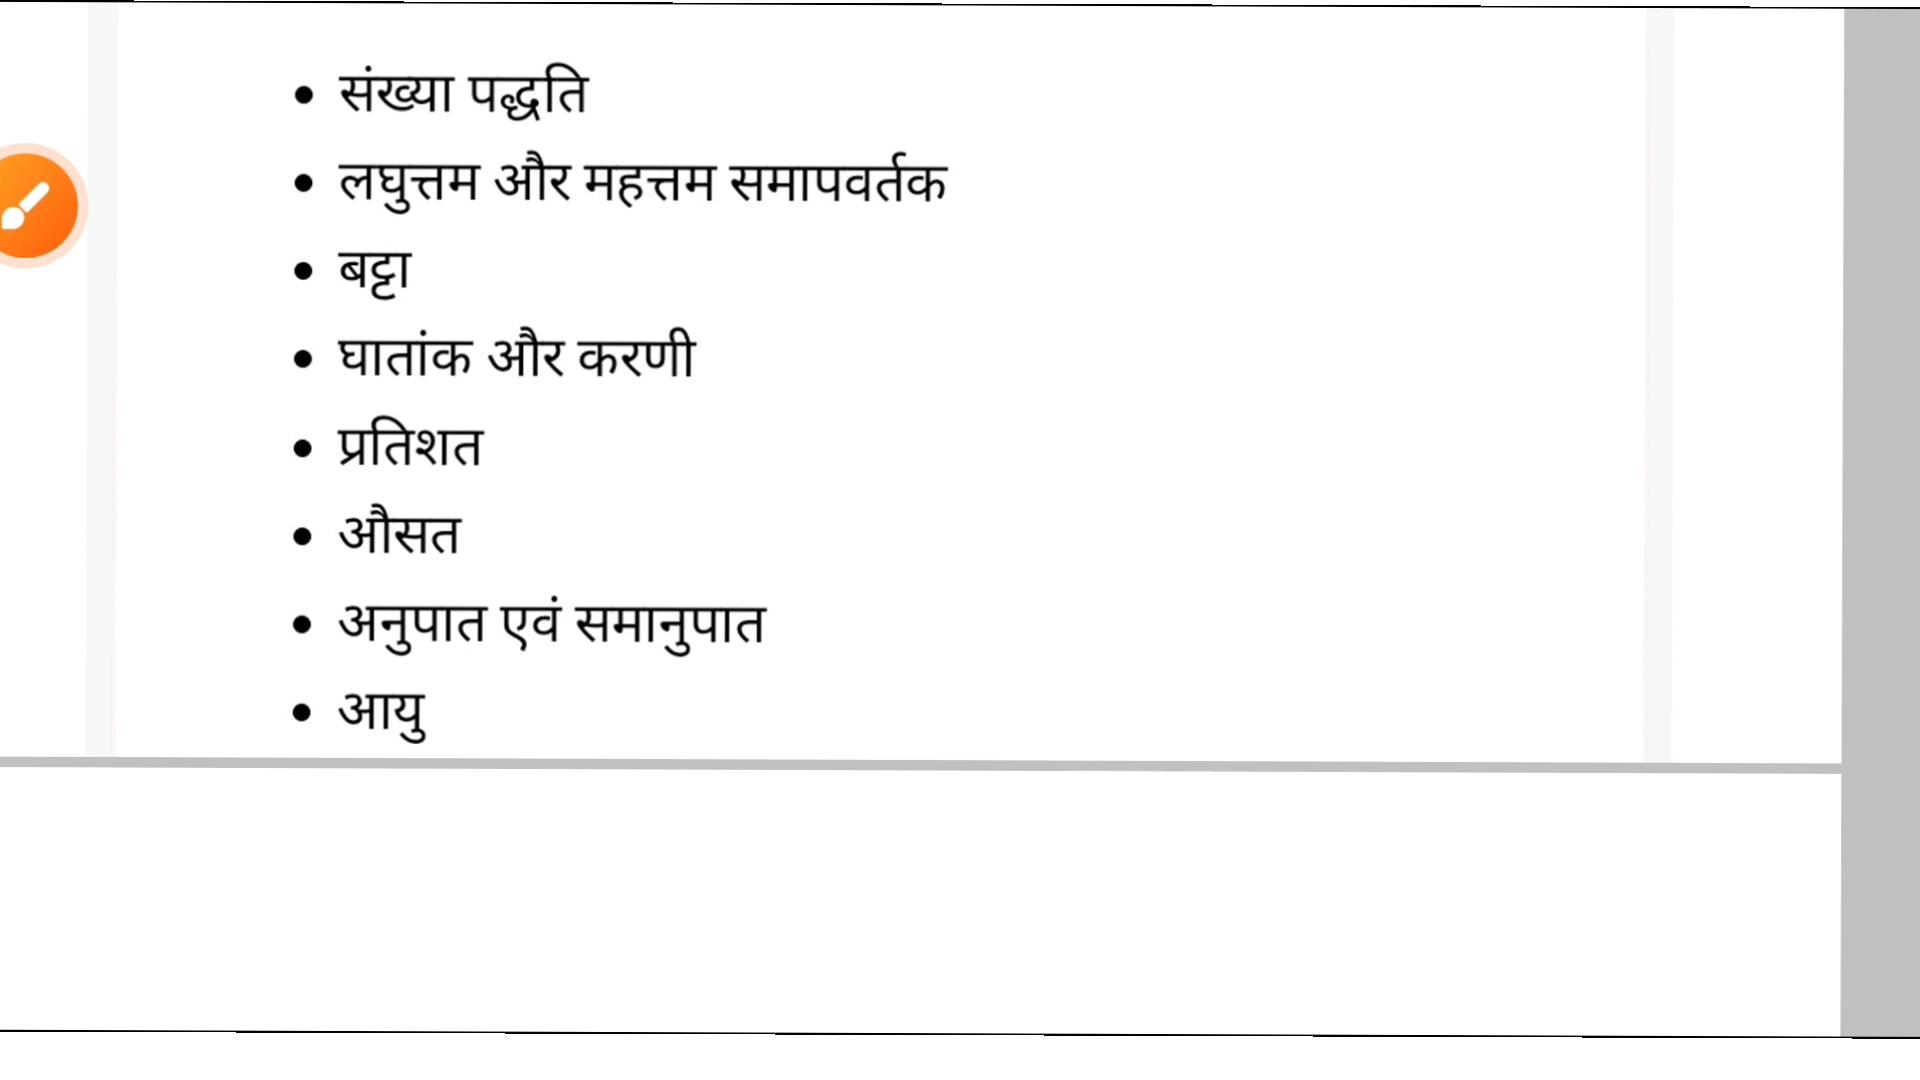 • संख्या पद्धति
• लघुत्तम और महत्तम समापवर्तक
• बट्टा
• घातांक और करणी
• प्रतिशत
• औसत
• अनुपात एवं समानुपात
• आयु